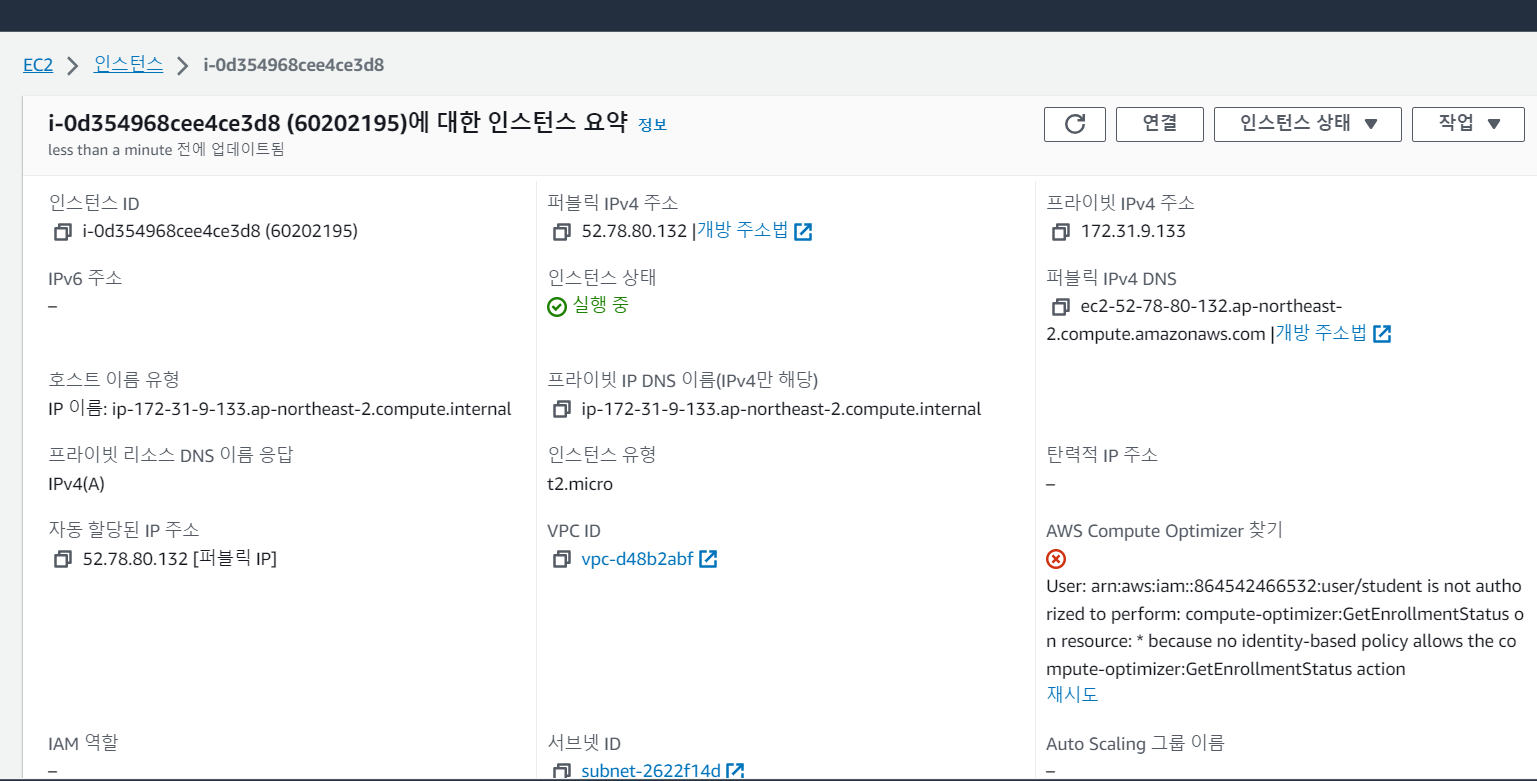 EC2 > 인스턴스 > i-0d354968cee4ce3d8
i-0d354968cee4ce3d8 (60202195)에 대한 인스턴스 요약 정보
less than a minute 전에 업데이트됨
연결
인스턴스 상태 ▼
작업 ▼
인스턴스 ID
i-0d354968cee4ce3d8 (60202195)
퍼블릭 IPv4 주소
52.78.80.132 |개방 주소법
프라이빗 IPv4 주소
172.31.9.133
IPv6 주소
–
인스턴스 상태
실행 중
퍼블릭 IPv4 DNS
ec2-52-78-80-132.ap-northeast-
2.compute.amazonaws.com |개방 주소법
호스트 이름 유형
IP 이름: ip-172-31-9-133.ap-northeast-2.compute.internal
프라이빗 IP DNS 이름(IPv4만 해당)
ip-172-31-9-133.ap-northeast-2.compute.internal
프라이빗 리소스 DNS 이름 응답
IPv4(A)
인스턴스 유형
t2.micro
탄력적 IP 주소
–
자동 할당된 IP 주소
52.78.80.132 [퍼블릭 IP]
VPC ID
vpc-d48b2abf
AWS Compute Optimizer 찾기
User: arn:aws:iam::864542466532:user/student is not autho
rized to perform: compute-optimizer:GetEnrollmentStatus o
n resource: * because no identity-based policy allows the co
mpute-optimizer:GetEnrollmentStatus action
재시도
IAM 역할
–
서브넷 ID
subnet-2622f14d
Auto Scaling 그룹 이름
–